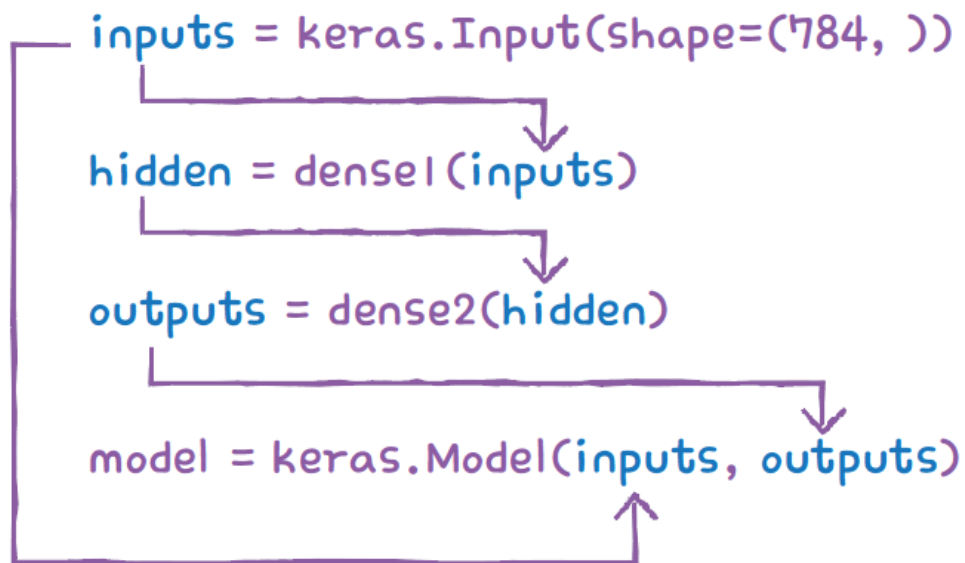 inputs = keras.Input(shape=(784, ))
hidden = dense1(inputs)
outputs = dense2(hidden)
model = keras.Model(inputs, outputs)